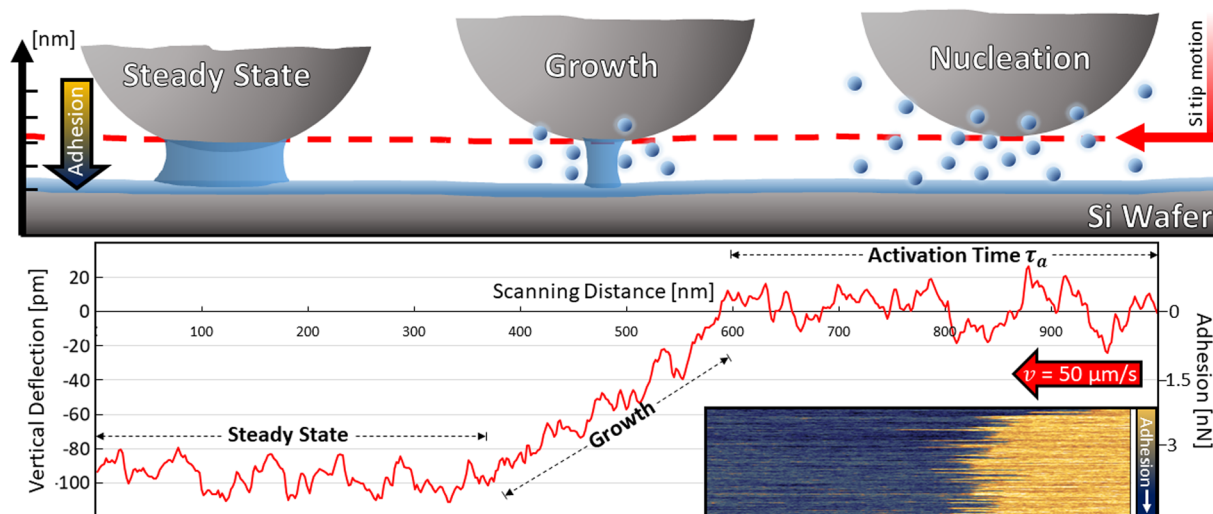 [nm]
Adhesion
Steady State
Growth
Nucleation
Si tip motion
Si Wafer
Activation Time τa
Scanning Distance [nm]
Vertical Deflection [pm]
20
0
-20
-40
-60
-80
-100
100
200
300
400
500
600
700
800
900
0
1.5
3
Adhesion [nN]
v = 50 μm/s
Steady State
Growth
Adhesion